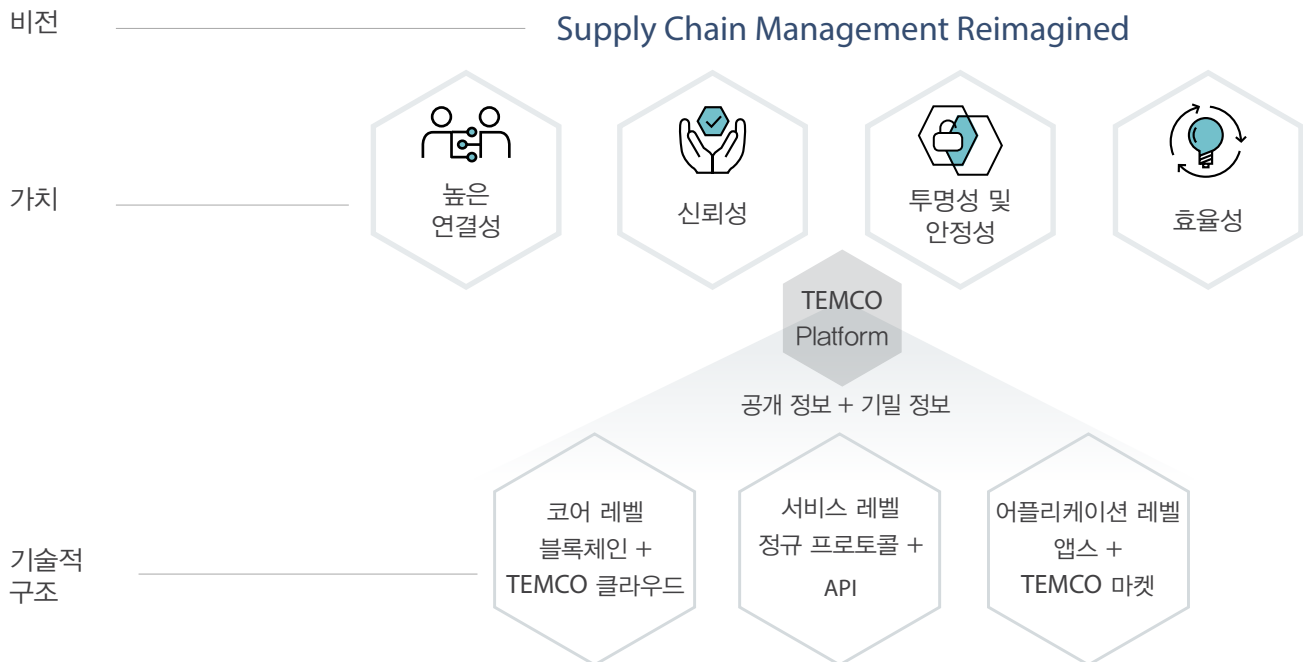 비전
Supply Chain Management Reimagined
가치
높은
연결성
신뢰성
투명성 및
안정성
효율성
TEMCO
Platform
공개 정보 + 기밀 정보
기술적
구조
코어 레벨
블록체인 +
TEMCO 클라우드
서비스 레벨
정규 프로토콜 +
API
어플리케이션 레벨
앱스 +
TEMCO 마켓